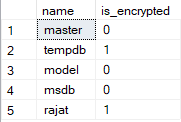 name is_encrypted
1 master 0
2 tempdb 1
3 model 0
4 msdb 0
5 rajat 1